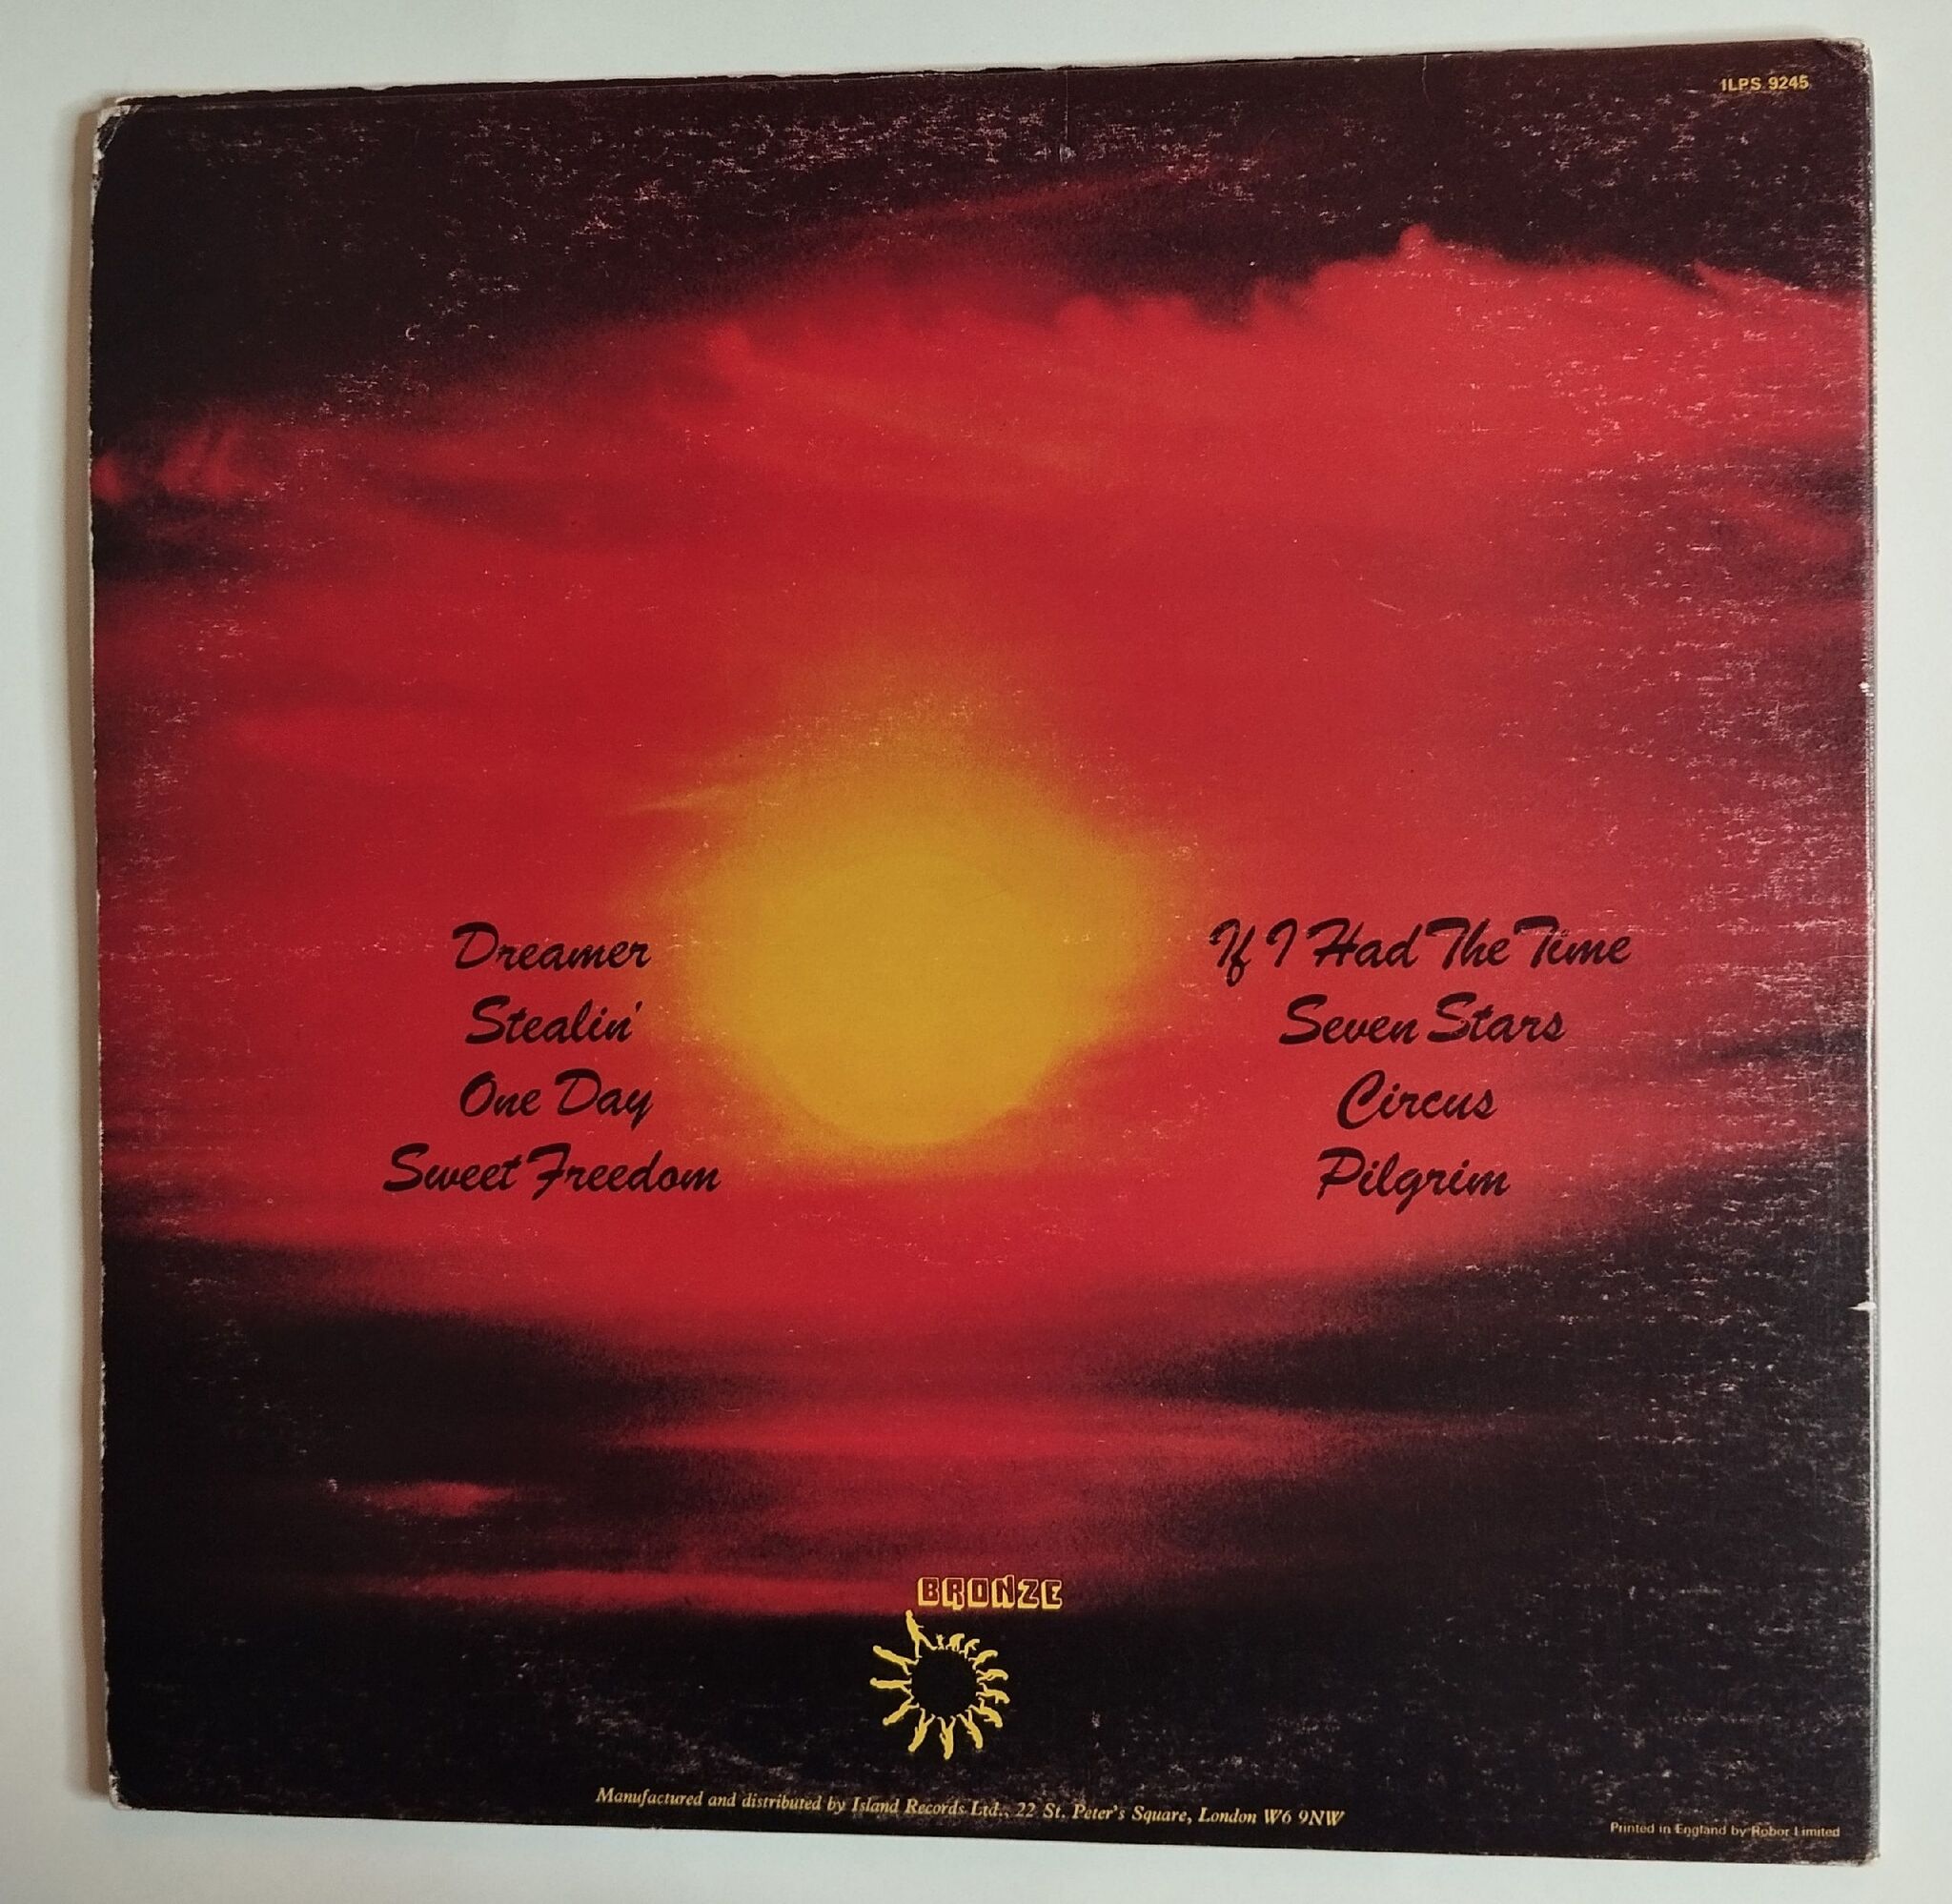 ILPS 9245
Dreamer
Stealin'
One Day
Sweet Freedom
If I Had The Time
Seven Stars
Circus
Pilgrim
BRONZE
Manufactured and distributed by Island Records Ltd., 22 St. Peter's Square, London W6 9NW
Printed in England by Robor Limited